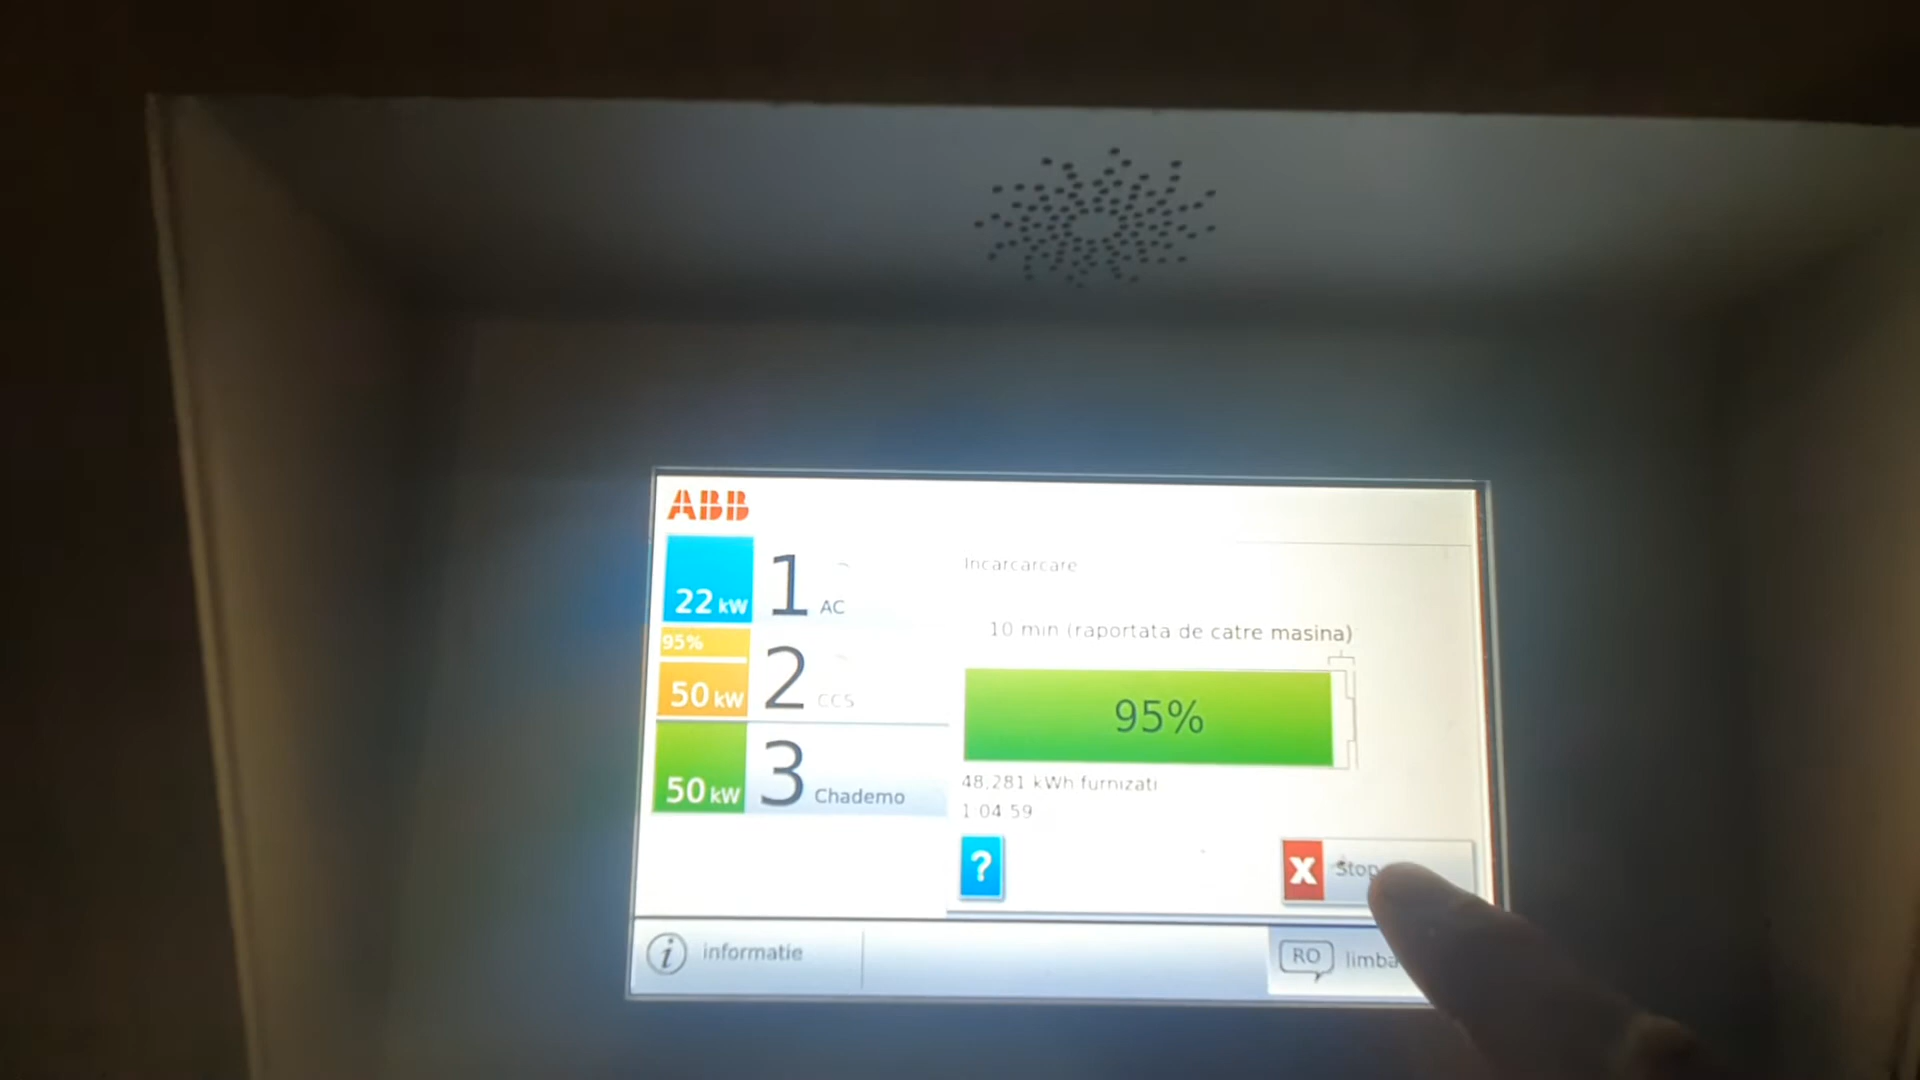 ABB
22 kW 1 AC
95%
50 kW 2 CCS
50 kW 3 Chademo
Incarcarcare
10 min (raportata de catre masina)
95%
48,281 kWh furnizati
1 04 59
?
X Stop
i informatie
RO limba